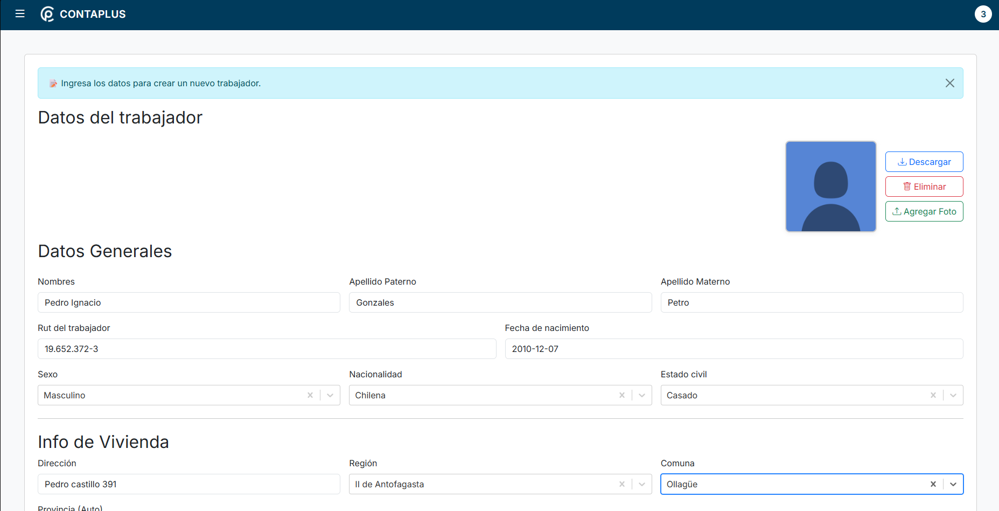 CONTAPLUS
3
Ingresa los datos para crear un nuevo trabajador.
Datos del trabajador
Descargar
Eliminar
Agregar Foto
Datos Generales
Nombres
Apellido Paterno
Apellido Materno
Pedro Ignacio
Gonzales
Petro
Rut del trabajador
Fecha de nacimiento
19.652.372-3
2010-12-07
Sexo
Nacionalidad
Estado civil
Masculino
Chilena
Casado
Info de Vivienda
Dirección
Región
Comuna
Pedro castillo 391
II de Antofagasta
Ollagüe
Provincia (Auto)